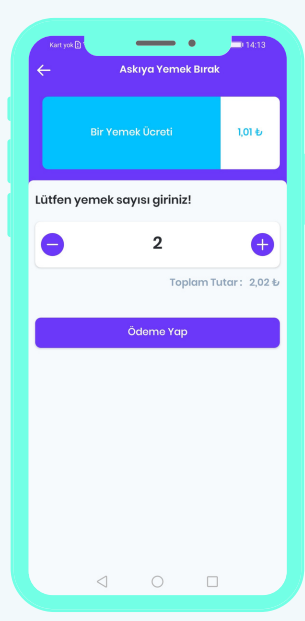 Kart yok 14:13
Askıya Yemek Bırak
Bir Yemek Ücreti 1,01 ₺
Lütfen yemek sayısı giriniz!
2
Toplam Tutar : 2,02 ₺
Ödeme Yap